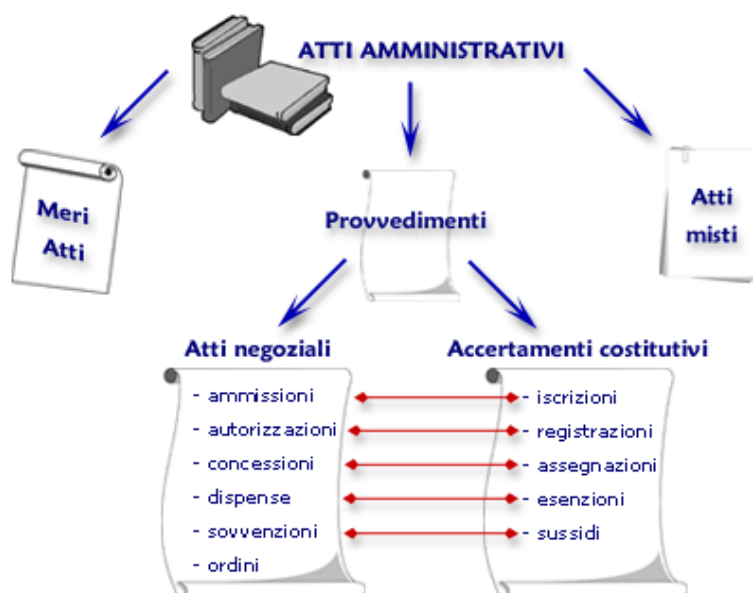 ATTI AMMINISTRATIVI
Meri
Atti
Provvedimenti
Atti
misti
Atti negoziali
- ammissioni
- autorizzazioni
- concessioni
- dispense
- sovvenzioni
- ordini
Accertamenti costitutivi
- iscrizioni
- registrazioni
- assegnazioni
- esenzioni
- sussidi